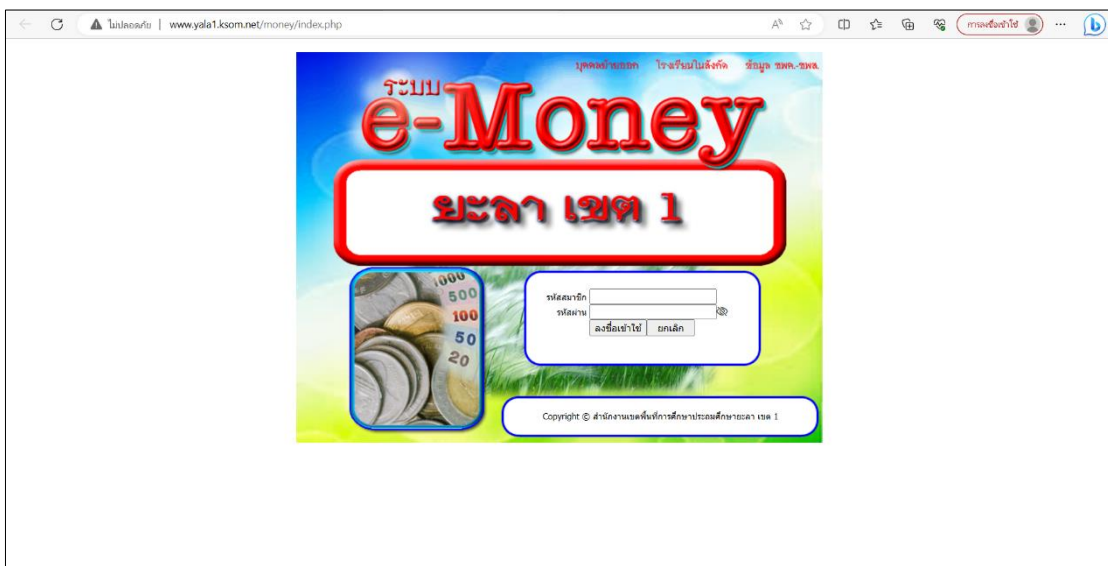 ไม่ปลอดภัย | www.yala1.ksom.net/money/index.php การลงชื่อเข้าใช้
บุคคลย้ายออก โรงเรียนในสังกัด ข้อมูล ขพค.-ขพส.
ระบบ
e-Money
ยะลา เขต 1
1000
500
100
50
20
รหัสสมาชิก
รหัสผ่าน
ลงชื่อเข้าใช้ ยกเลิก
Copyright © สำนักงานเขตพื้นที่การศึกษาประถมศึกษายะลา เขต 1